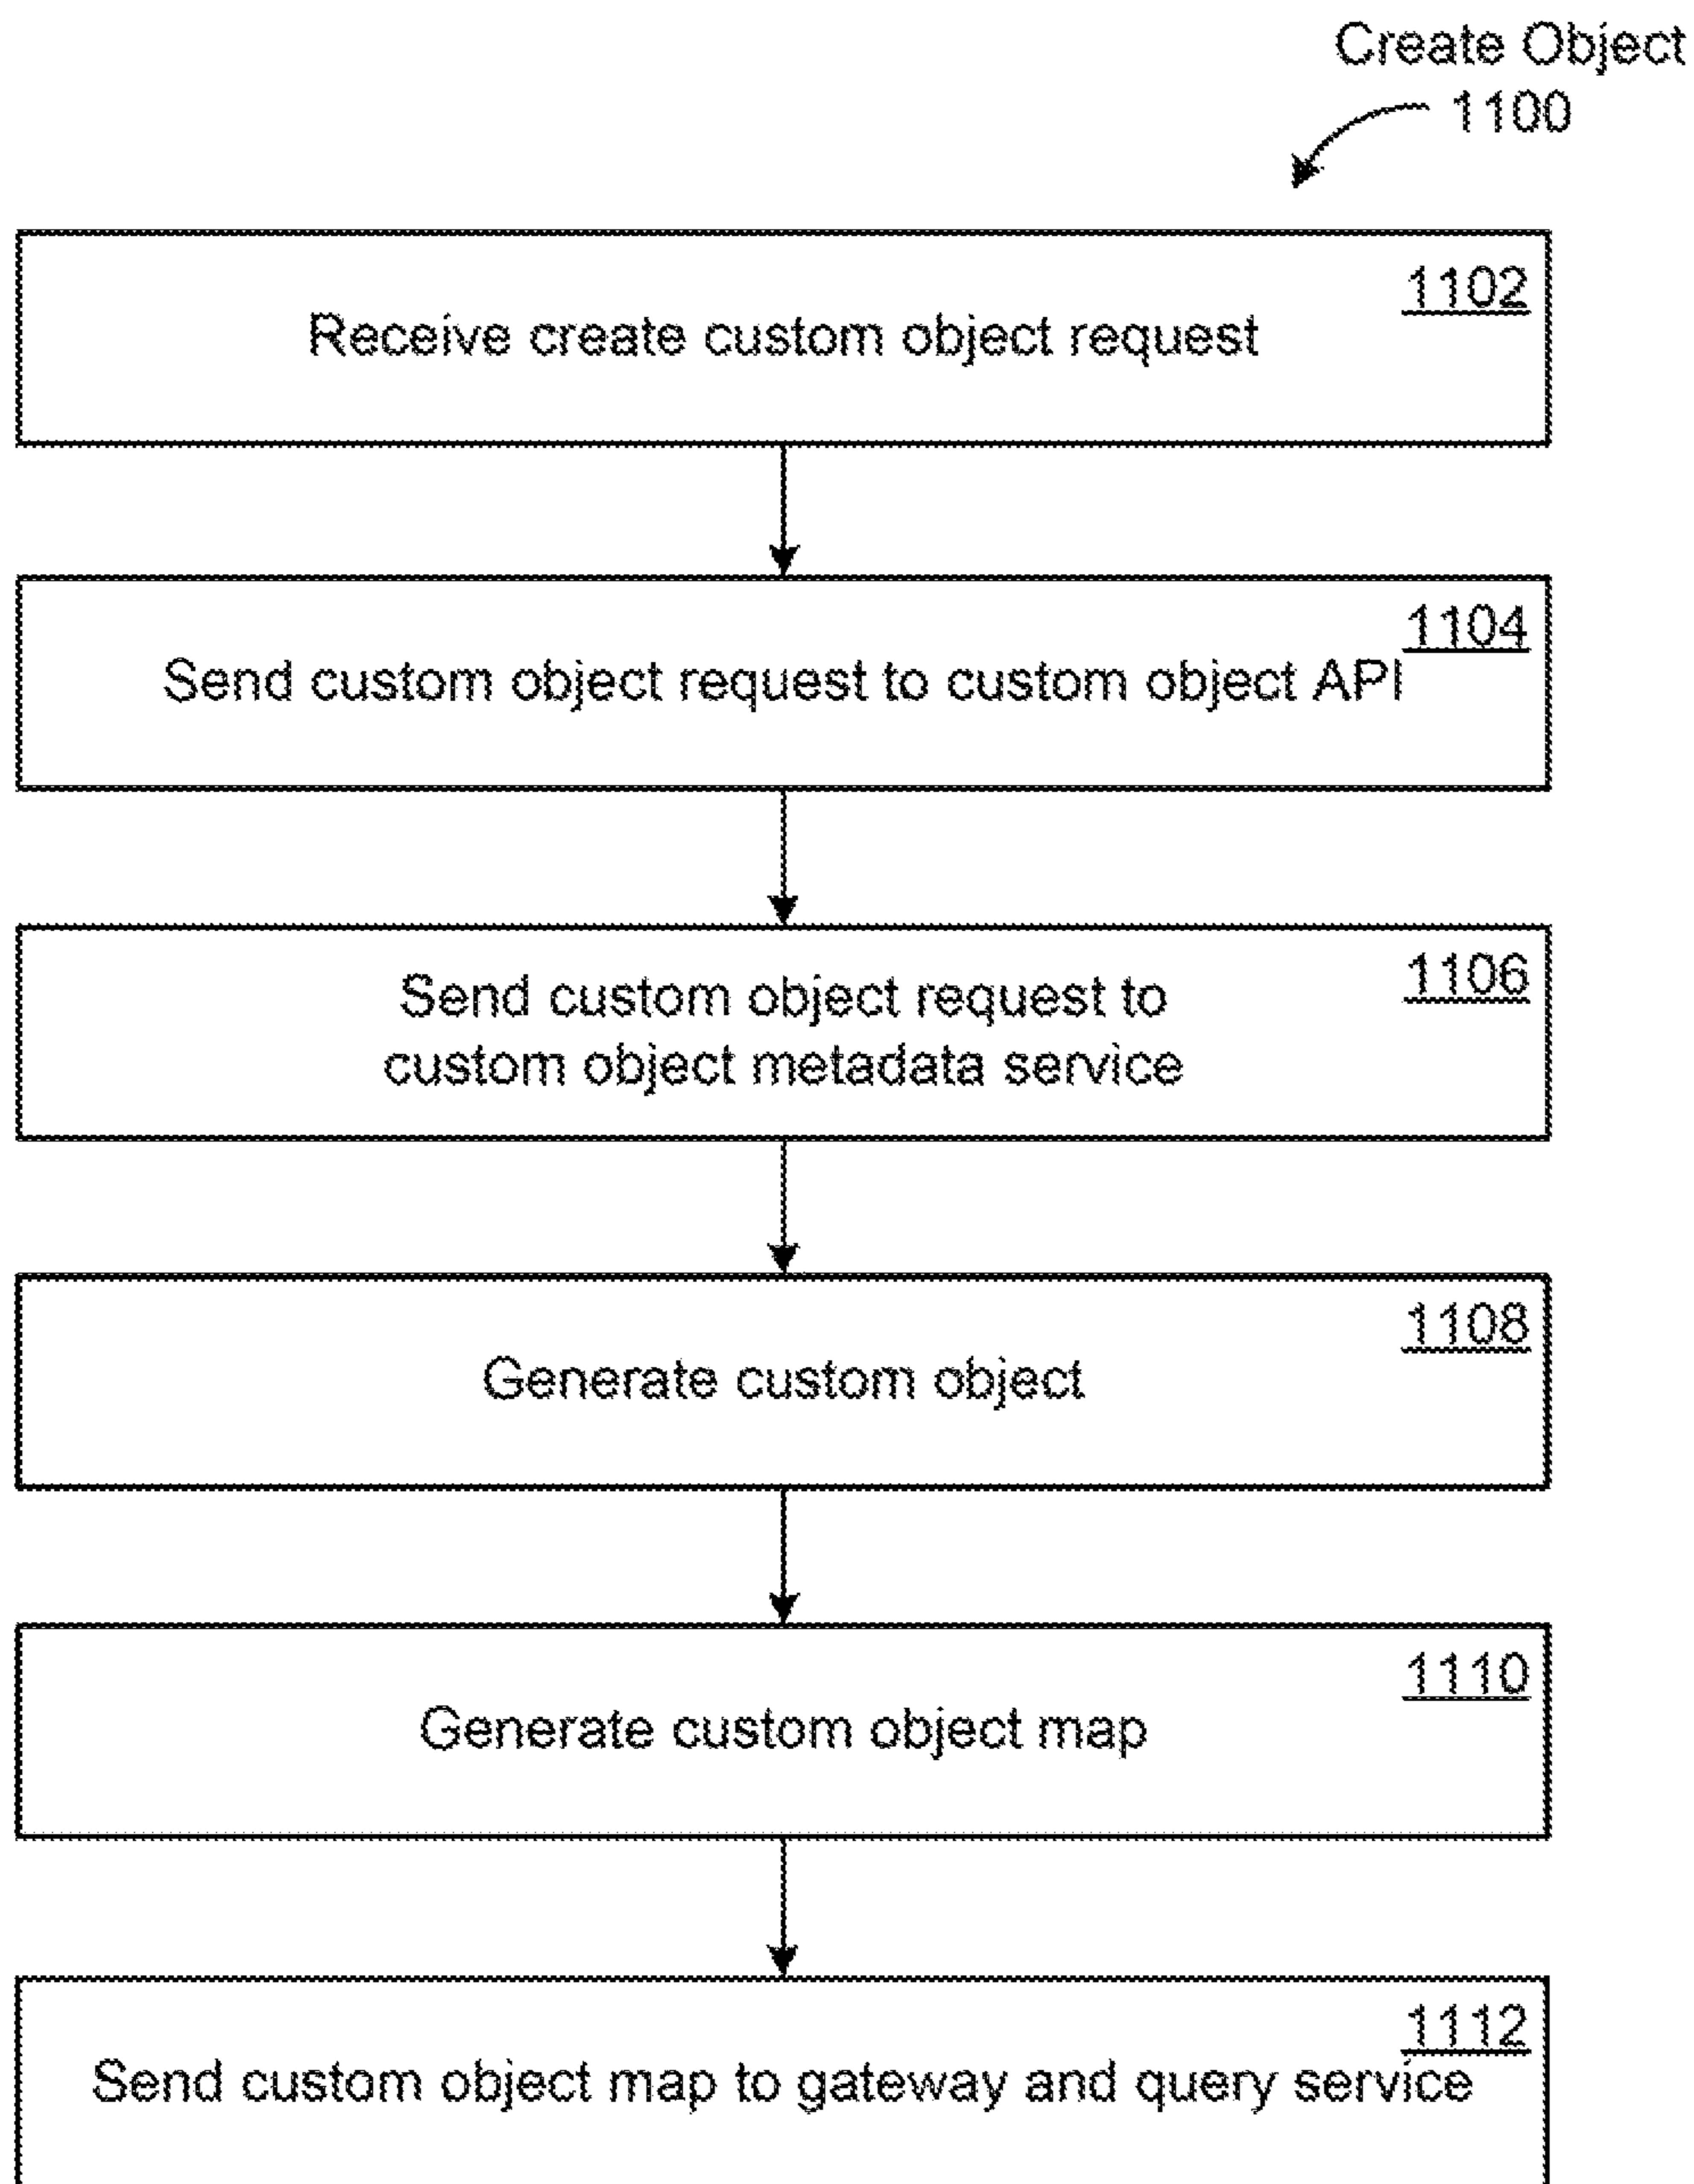 Create Object
1100
1102
Receive create custom object request
1104
Send custom object request to custom object API
1106
Send custom object request to
custom object metadata service
1108
Generate custom object
1110
Generate custom object map
1112
Send custom object map to gateway and query service